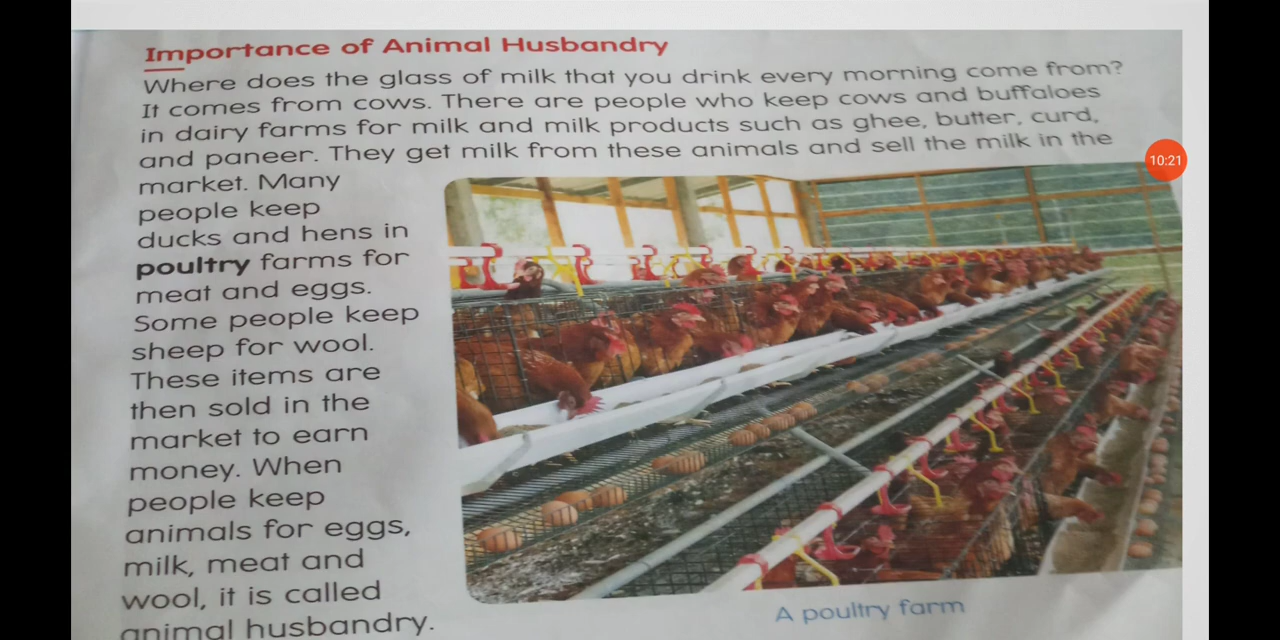 Importance of Animal Husbandry
Where does the glass of milk that you drink every morning come from?
It comes from cows. There are people who keep cows and buffaloes
in dairy farms for milk and milk products such as ghee, butter, curd,
and paneer. They get milk from these animals and sell the milk in the
market. Many
people keep
ducks and hens in
poultry farms for
meat and eggs.
Some people keep
sheep for wool.
These items are
then sold in the
market to earn
money. When
people keep
animals for eggs,
milk, meat and
wool, it is called
animal husbandry.
A poultry farm
10:21